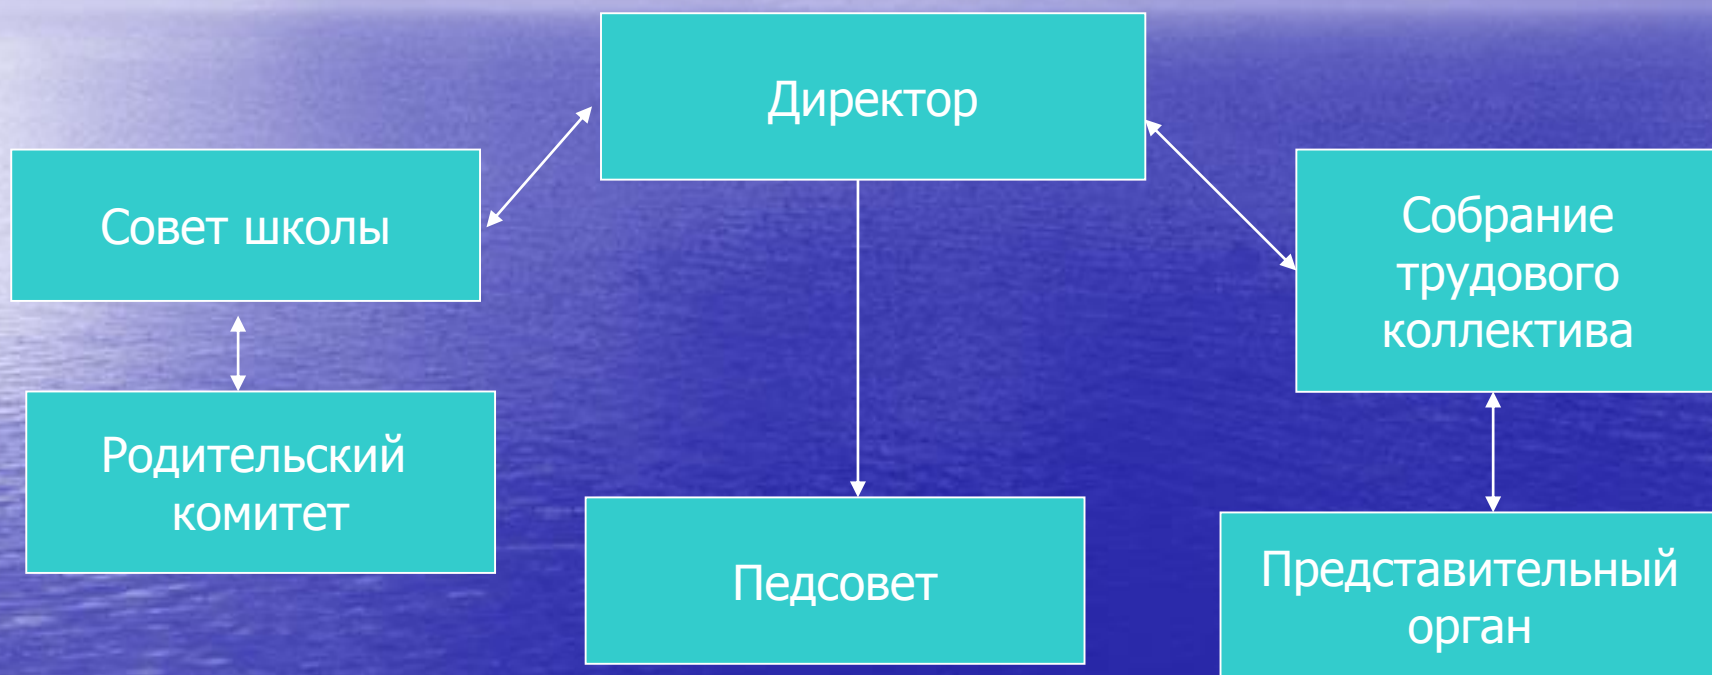 Директор
Совет школы
Собрание
трудового
коллектива
Родительский
комитет
Педсовет
Представительный
орган